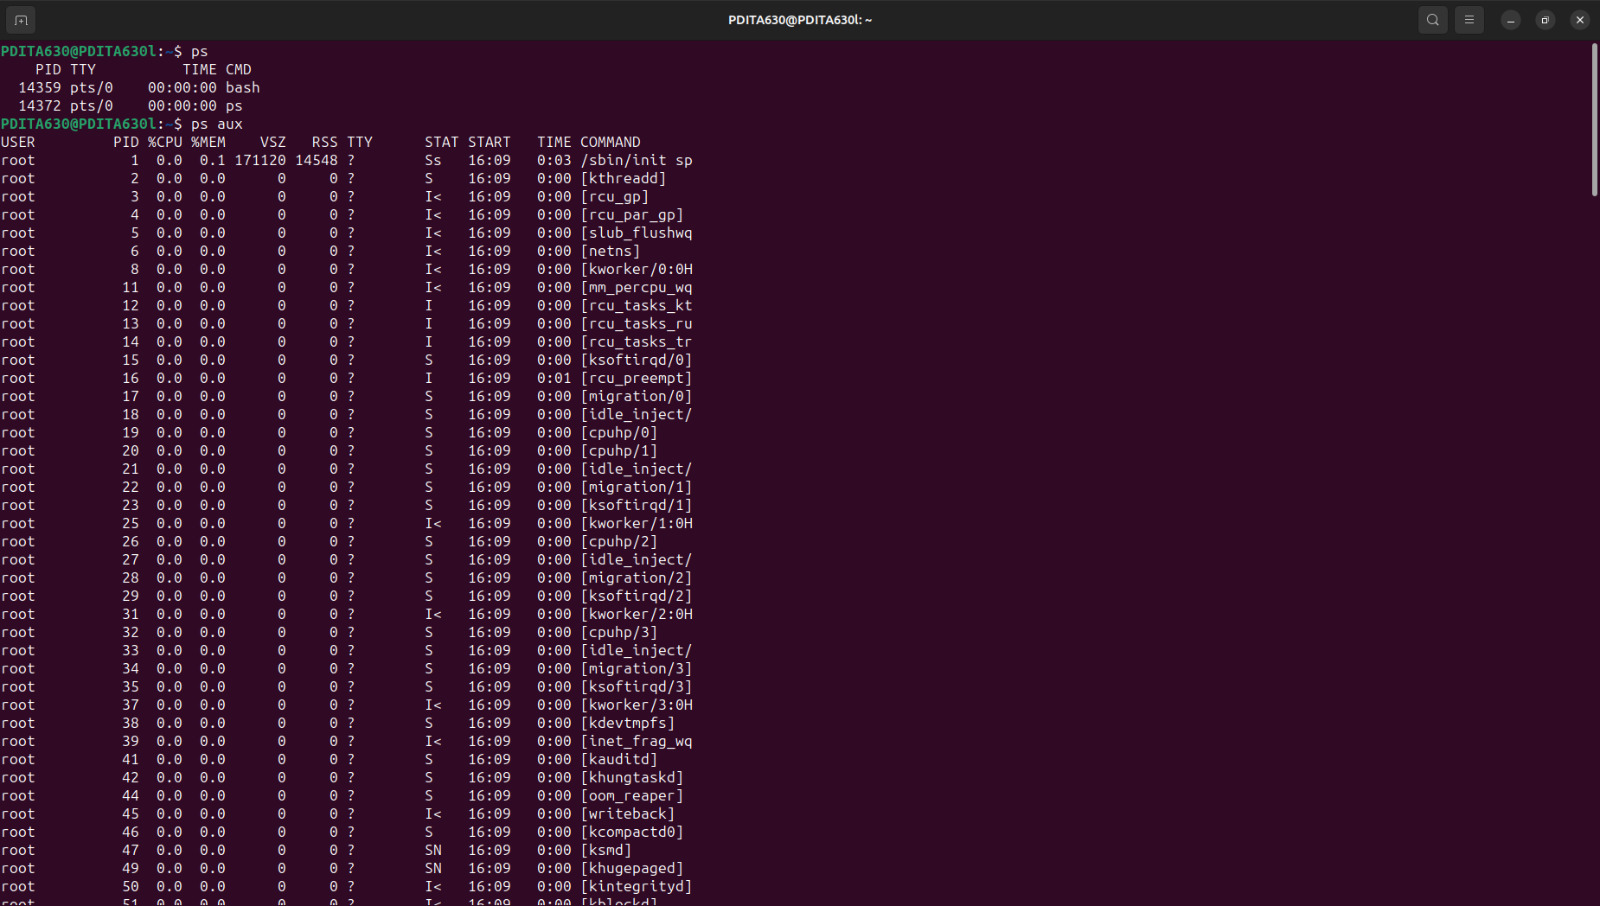 PDITA630@PDITA630l: ~
PDITA630@PDITA630l:~$ ps
    PID TTY          TIME CMD
  14359 pts/0    00:00:00 bash
  14372 pts/0    00:00:00 ps
PDITA630@PDITA630l:~$ ps aux
USER         PID %CPU %MEM    VSZ   RSS TTY      STAT START   TIME COMMAND
root           1  0.0  0.1 171120 14548 ?        Ss   16:09   0:03 /sbin/init sp
root           2  0.0  0.0      0     0 ?        S    16:09   0:00 [kthreadd]
root           3  0.0  0.0      0     0 ?        I<   16:09   0:00 [rcu_gp]
root           4  0.0  0.0      0     0 ?        I<   16:09   0:00 [rcu_par_gp]
root           5  0.0  0.0      0     0 ?        I<   16:09   0:00 [slub_flushwq
root           6  0.0  0.0      0     0 ?        I<   16:09   0:00 [netns]
root           8  0.0  0.0      0     0 ?        I<   16:09   0:00 [kworker/0:0H
root          11  0.0  0.0      0     0 ?        I<   16:09   0:00 [mm_percpu_wq
root          12  0.0  0.0      0     0 ?        I    16:09   0:00 [rcu_tasks_kt
root          13  0.0  0.0      0     0 ?        I    16:09   0:00 [rcu_tasks_ru
root          14  0.0  0.0      0     0 ?        I    16:09   0:00 [rcu_tasks_tr
root          15  0.0  0.0      0     0 ?        S    16:09   0:00 [ksoftirqd/0]
root          16  0.0  0.0      0     0 ?        I    16:09   0:01 [rcu_preempt]
root          17  0.0  0.0      0     0 ?        S    16:09   0:00 [migration/0]
root          18  0.0  0.0      0     0 ?        S    16:09   0:00 [idle_inject/
root          19  0.0  0.0      0     0 ?        S    16:09   0:00 [cpuhp/0]
root          20  0.0  0.0      0     0 ?        S    16:09   0:00 [cpuhp/1]
root          21  0.0  0.0      0     0 ?        S    16:09   0:00 [idle_inject/
root          22  0.0  0.0      0     0 ?        S    16:09   0:00 [migration/1]
root          23  0.0  0.0      0     0 ?        S    16:09   0:00 [ksoftirqd/1]
root          25  0.0  0.0      0     0 ?        I<   16:09   0:00 [kworker/1:0H
root          26  0.0  0.0      0     0 ?        S    16:09   0:00 [cpuhp/2]
root          27  0.0  0.0      0     0 ?        S    16:09   0:00 [idle_inject/
root          28  0.0  0.0      0     0 ?        S    16:09   0:00 [migration/2]
root          29  0.0  0.0      0     0 ?        S    16:09   0:00 [ksoftirqd/2]
root          31  0.0  0.0      0     0 ?        I<   16:09   0:00 [kworker/2:0H
root          32  0.0  0.0      0     0 ?        S    16:09   0:00 [cpuhp/3]
root          33  0.0  0.0      0     0 ?        S    16:09   0:00 [idle_inject/
root          34  0.0  0.0      0     0 ?        S    16:09   0:00 [migration/3]
root          35  0.0  0.0      0     0 ?        S    16:09   0:00 [ksoftirqd/3]
root          37  0.0  0.0      0     0 ?        I<   16:09   0:00 [kworker/3:0H
root          38  0.0  0.0      0     0 ?        S    16:09   0:00 [kdevtmpfs]
root          39  0.0  0.0      0     0 ?        I<   16:09   0:00 [inet_frag_wq
root          41  0.0  0.0      0     0 ?        S    16:09   0:00 [kauditd]
root          42  0.0  0.0      0     0 ?        S    16:09   0:00 [khungtaskd]
root          44  0.0  0.0      0     0 ?        S    16:09   0:00 [oom_reaper]
root          45  0.0  0.0      0     0 ?        I<   16:09   0:00 [writeback]
root          46  0.0  0.0      0     0 ?        S    16:09   0:00 [kcompactd0]
root          47  0.0  0.0      0     0 ?        SN   16:09   0:00 [ksmd]
root          49  0.0  0.0      0     0 ?        SN   16:09   0:00 [khugepaged]
root          50  0.0  0.0      0     0 ?        I<   16:09   0:00 [kintegrityd]
root          51  0.0  0.0      0     0 ?        I<   16:09   0:00 [kblockd]